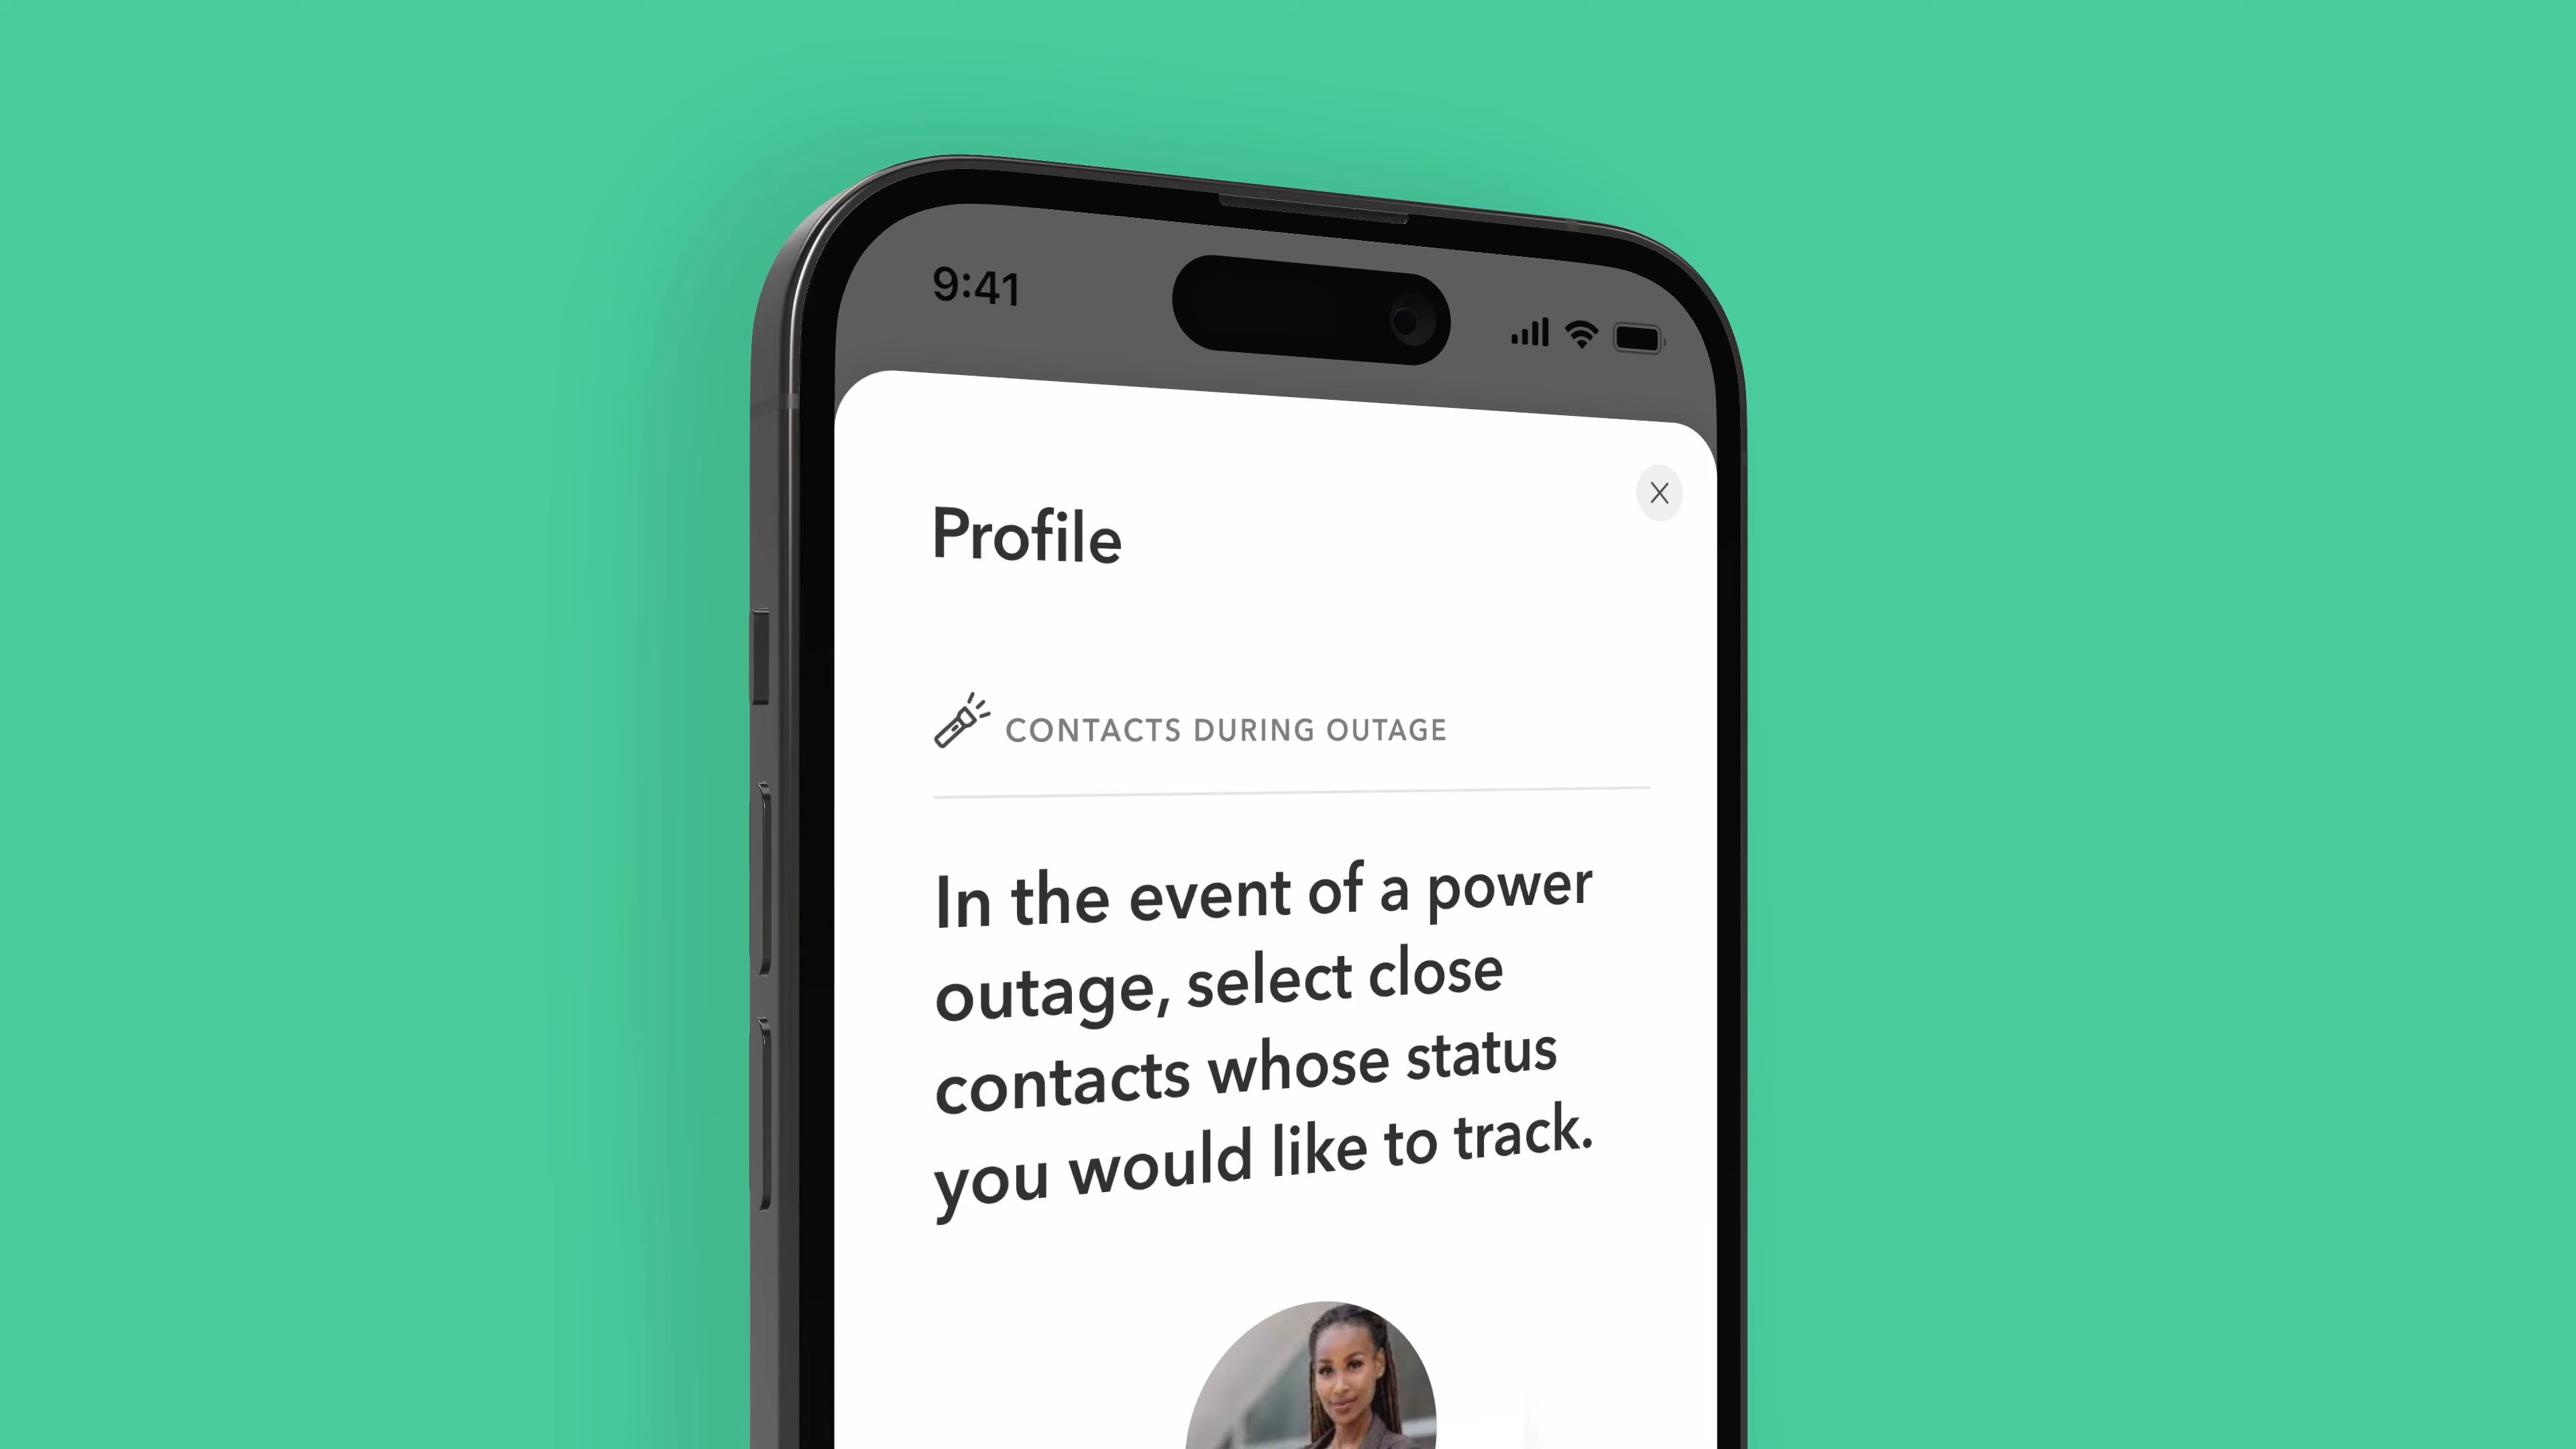 9:41
Profile
CONTACTS DURING OUTAGE
In the event of a power
outage, select close
contacts whose status
you would like to track.